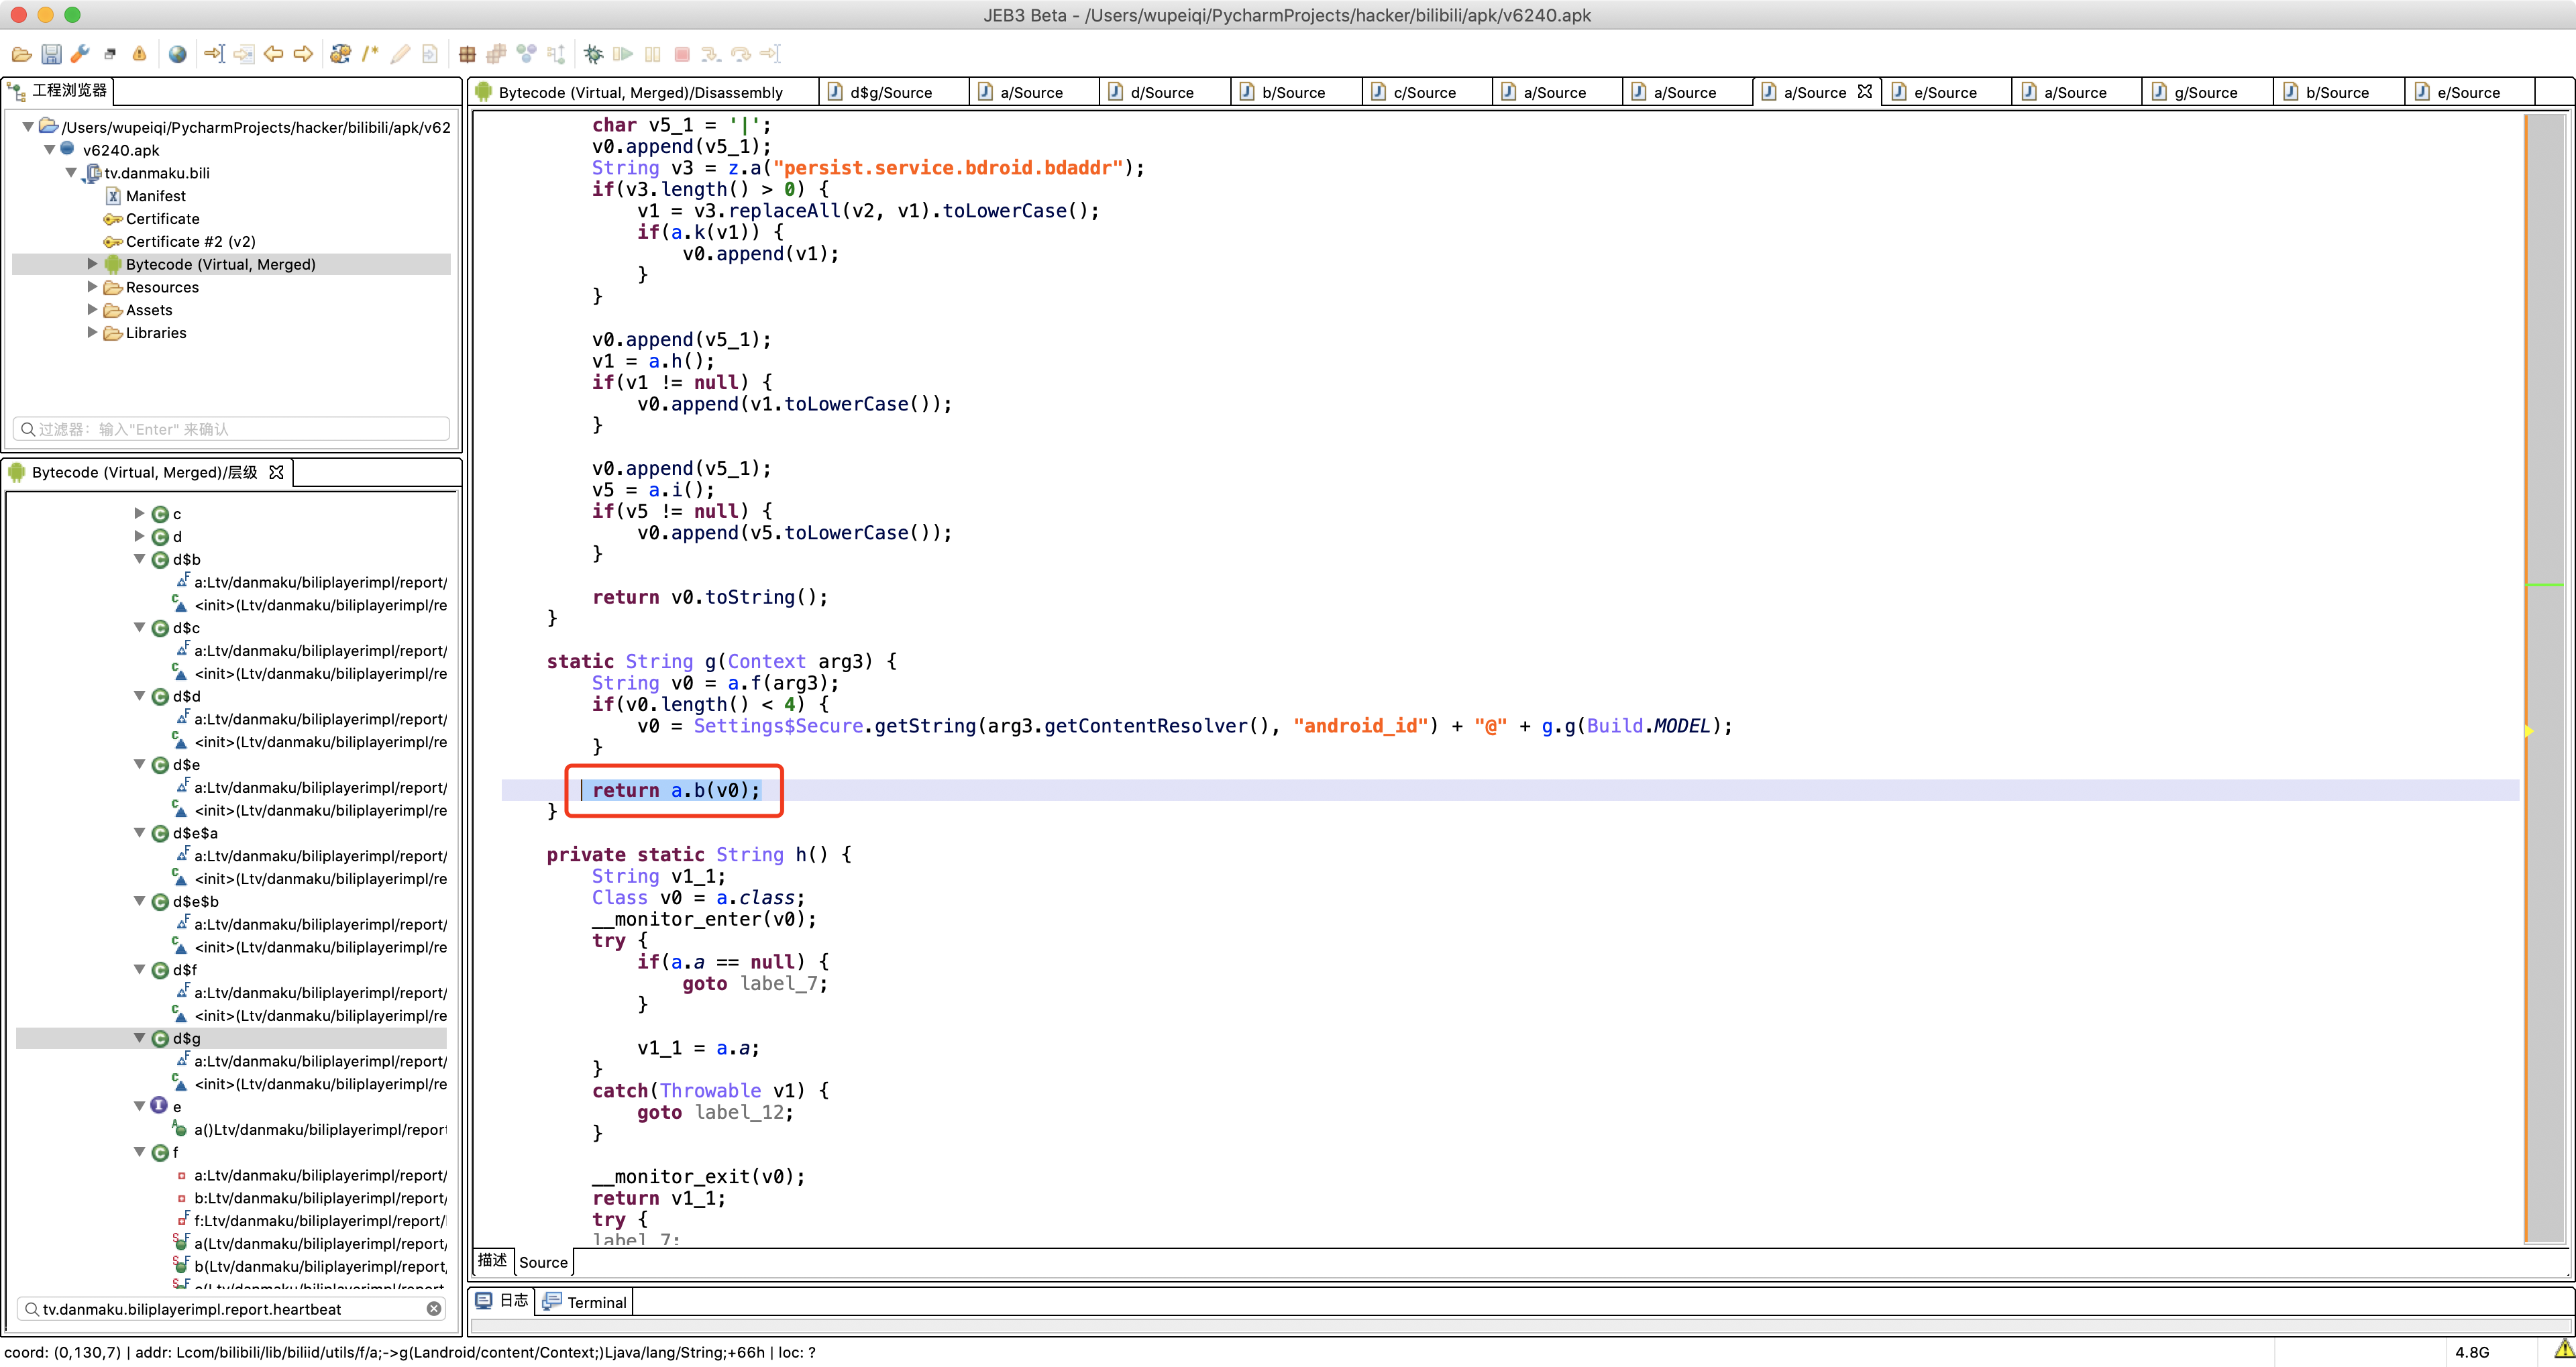 JEB3 Beta - /Users/wupeiqi/PycharmProjects/hacker/bilibili/apk/v6240.apk
工程浏览器
/Users/wupeiqi/PycharmProjects/hacker/bilibili/apk/v62
v6240.apk
tv.danmaku.bili
Manifest
Certificate
Certificate #2 (v2)
Bytecode (Virtual, Merged)
Resources
Assets
Libraries
过滤器：输入"Enter" 来确认
Bytecode (Virtual, Merged)/层级
c
d
d$b
a:Ltv/danmaku/biliplayerimpl/report/
<init>(Ltv/danmaku/biliplayerimpl/re
d$c
a:Ltv/danmaku/biliplayerimpl/report/
<init>(Ltv/danmaku/biliplayerimpl/re
d$d
a:Ltv/danmaku/biliplayerimpl/report/
<init>(Ltv/danmaku/biliplayerimpl/re
d$e
a:Ltv/danmaku/biliplayerimpl/report/
<init>(Ltv/danmaku/biliplayerimpl/re
d$e$a
a:Ltv/danmaku/biliplayerimpl/report/
<init>(Ltv/danmaku/biliplayerimpl/re
d$e$b
a:Ltv/danmaku/biliplayerimpl/report/
<init>(Ltv/danmaku/biliplayerimpl/re
d$f
a:Ltv/danmaku/biliplayerimpl/report/
<init>(Ltv/danmaku/biliplayerimpl/re
d$g
a:Ltv/danmaku/biliplayerimpl/report/
<init>(Ltv/danmaku/biliplayerimpl/re
e
a()Ltv/danmaku/biliplayerimpl/report
f
a:Ltv/danmaku/biliplayerimpl/report/
b:Ltv/danmaku/biliplayerimpl/report/
f:Ltv/danmaku/biliplayerimpl/report/
a(Ltv/danmaku/biliplayerimpl/report/
b(Ltv/danmaku/biliplayerimpl/report/
tv.danmaku.biliplayerimpl.report.heartbeat
Bytecode (Virtual, Merged)/Disassembly
d$g/Source
a/Source
d/Source
b/Source
c/Source
a/Source
a/Source
a/Source
e/Source
a/Source
g/Source
b/Source
e/Source
char v5_1 = '|';
v0.append(v5_1);
String v3 = z.a("persist.service.bdroid.bdaddr");
if(v3.length() > 0) {
v1 = v3.replaceAll(v2, v1).toLowerCase();
if(a.k(v1)) {
v0.append(v1);
}
}
v0.append(v5_1);
v1 = a.h();
if(v1 != null) {
v0.append(v1.toLowerCase());
}
v0.append(v5_1);
v5 = a.i();
if(v5 != null) {
v0.append(v5.toLowerCase());
}
return v0.toString();
}
static String g(Context arg3) {
String v0 = a.f(arg3);
if(v0.length() < 4) {
v0 = Settings$Secure.getString(arg3.getContentResolver(), "android_id") + "@" + g.g(Build.MODEL);
}
return a.b(v0);
}
private static String h() {
String v1_1;
Class v0 = a.class;
__monitor_enter(v0);
try {
if(a.a == null) {
goto label_7;
}
v1_1 = a.a;
}
catch(Throwable v1) {
goto label_12;
}
__monitor_exit(v0);
return v1_1;
try {
label_7:
描述
Source
日志
Terminal
coord: (0,130,7) | addr: Lcom/bilibili/lib/biliid/utils/f/a;->g(Landroid/content/Context;)Ljava/lang/String;+66h | loc: ?
4.8G